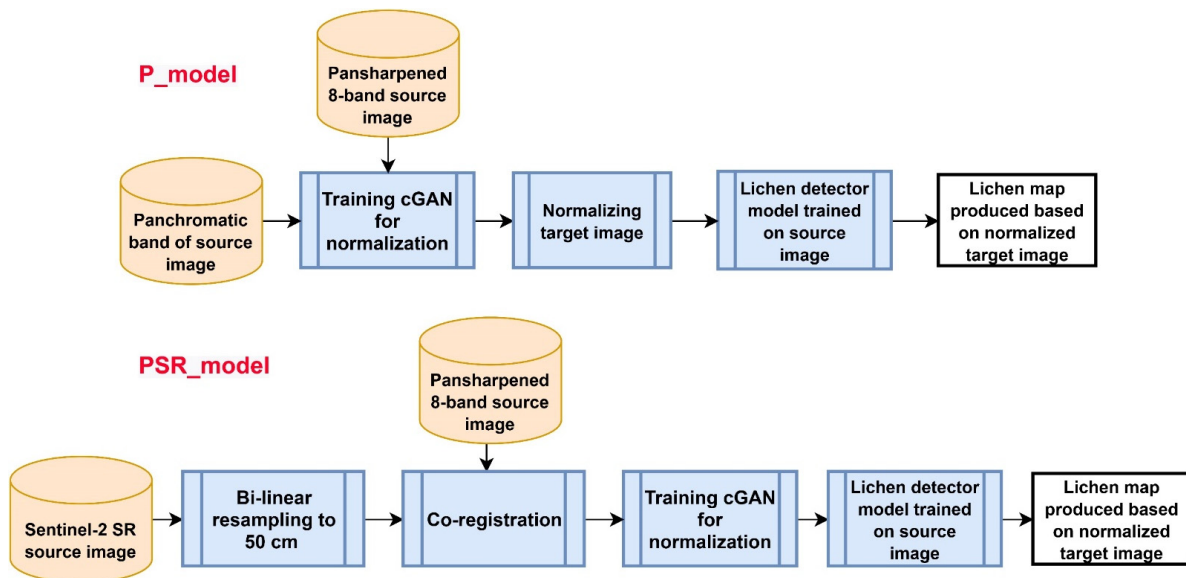 P_model
Pansharpened
8-band source
image
Panchromatic
band of source
image
Training cGAN
for
normalization
Normalizing
target image
Lichen detector
model trained
on source
image
Lichen map
produced based
on normalized
target image
PSR_model
Pansharpened
8-band source
image
Sentinel-2 SR
source image
Bi-linear
resampling to
50 cm
Co-registration
Training cGAN
for
normalization
Lichen detector
model trained
on source
image
Lichen map
produced based
on normalized
target image